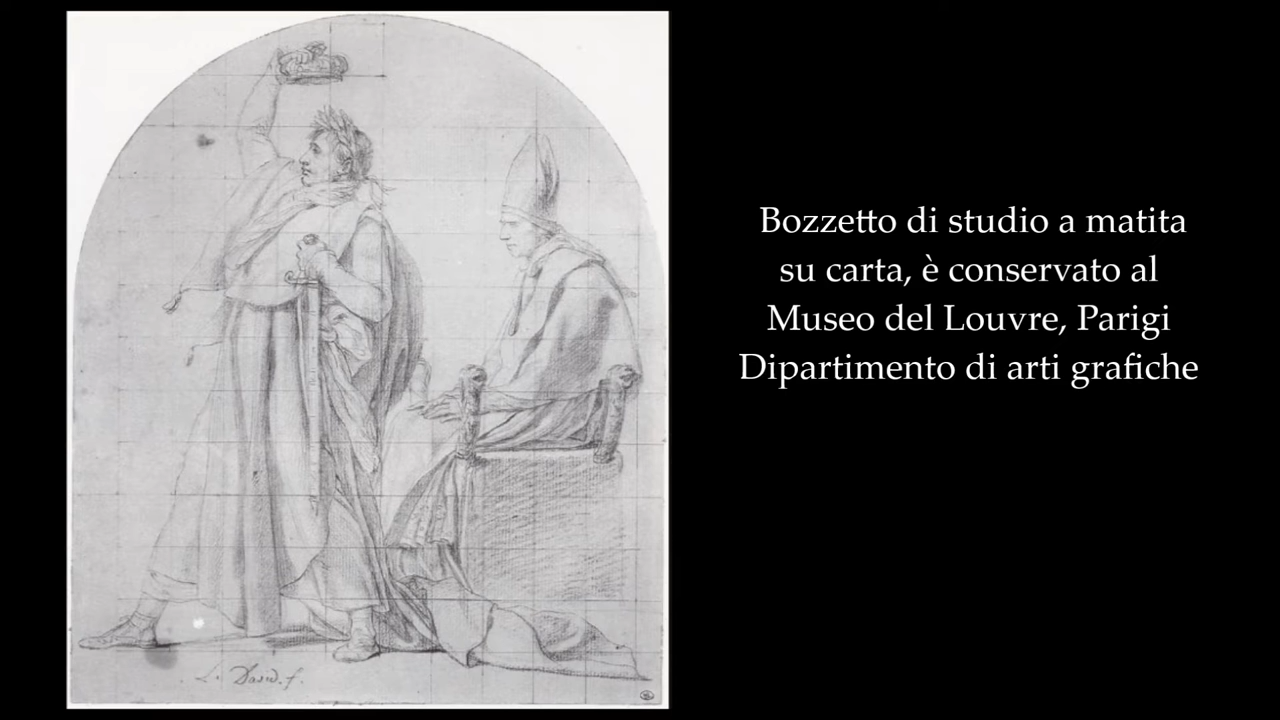 Bozzetto di studio a matita
su carta, è conservato al
Museo del Louvre, Parigi
Dipartimento di arti grafiche
L. David. f.